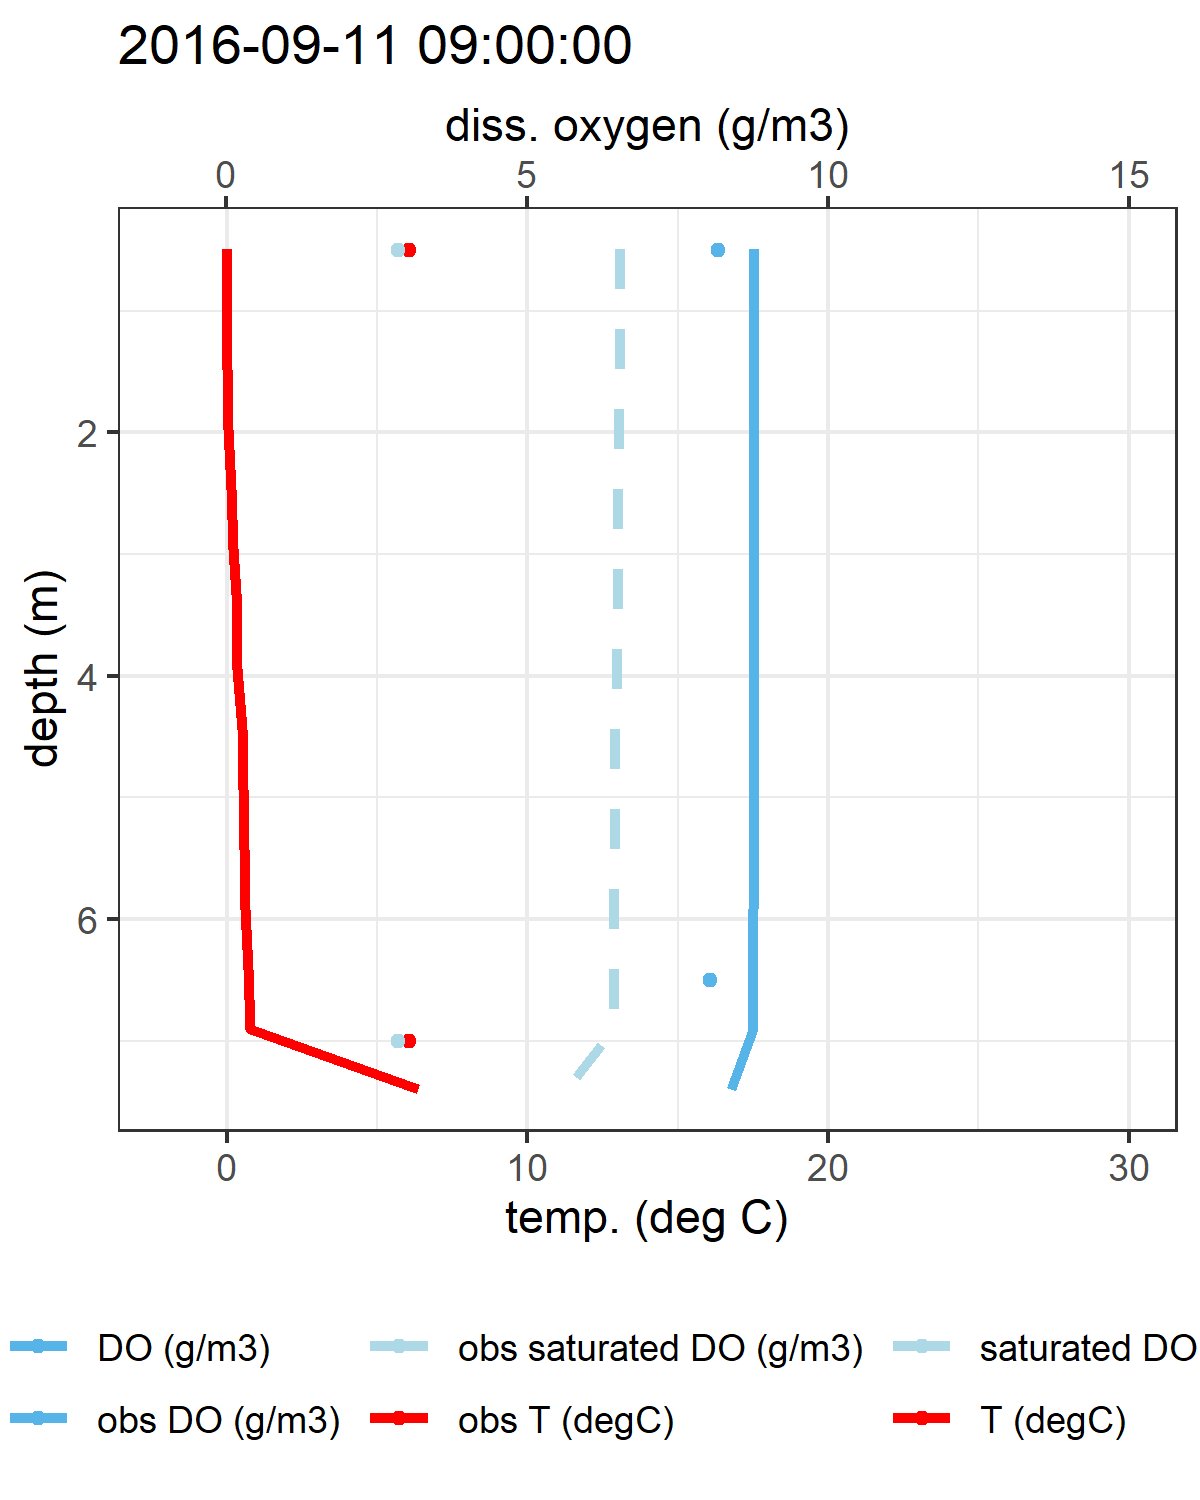 2016-09-11 09:00:00
diss. oxygen (g/m3)
0 5 10 15
depth (m)
2
4
6
0 10 20 30
temp. (deg C)
DO (g/m3) obs saturated DO (g/m3) saturated DO
obs DO (g/m3) obs T (degC) T (degC)